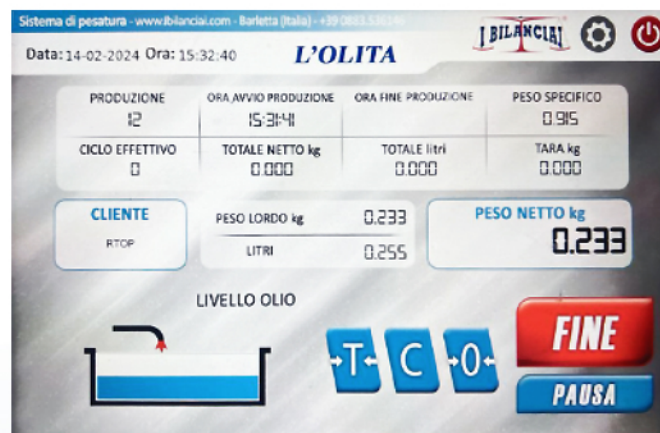 Sistema di pesatura - www.ibilanciai.com - Barletta (Italia) - +39 0883.536146
I BILANCIAI
Data: 14-02-2024 Ora: 15:32:40 L'OLITA
PRODUZIONE ORA AVVIO PRODUZIONE ORA FINE PRODUZIONE PESO SPECIFICO
12 15:31:41 0.915
CICLO EFFETTIVO TOTALE NETTO kg TOTALE litri TARA kg
0 0.000 0.000 0.000
CLIENTE PESO LORDO kg 0.233 PESO NETTO kg
RTOP LITRI 0.255 0.233
LIVELLO OLIO
→T← C →0←
FINE
PAUSA